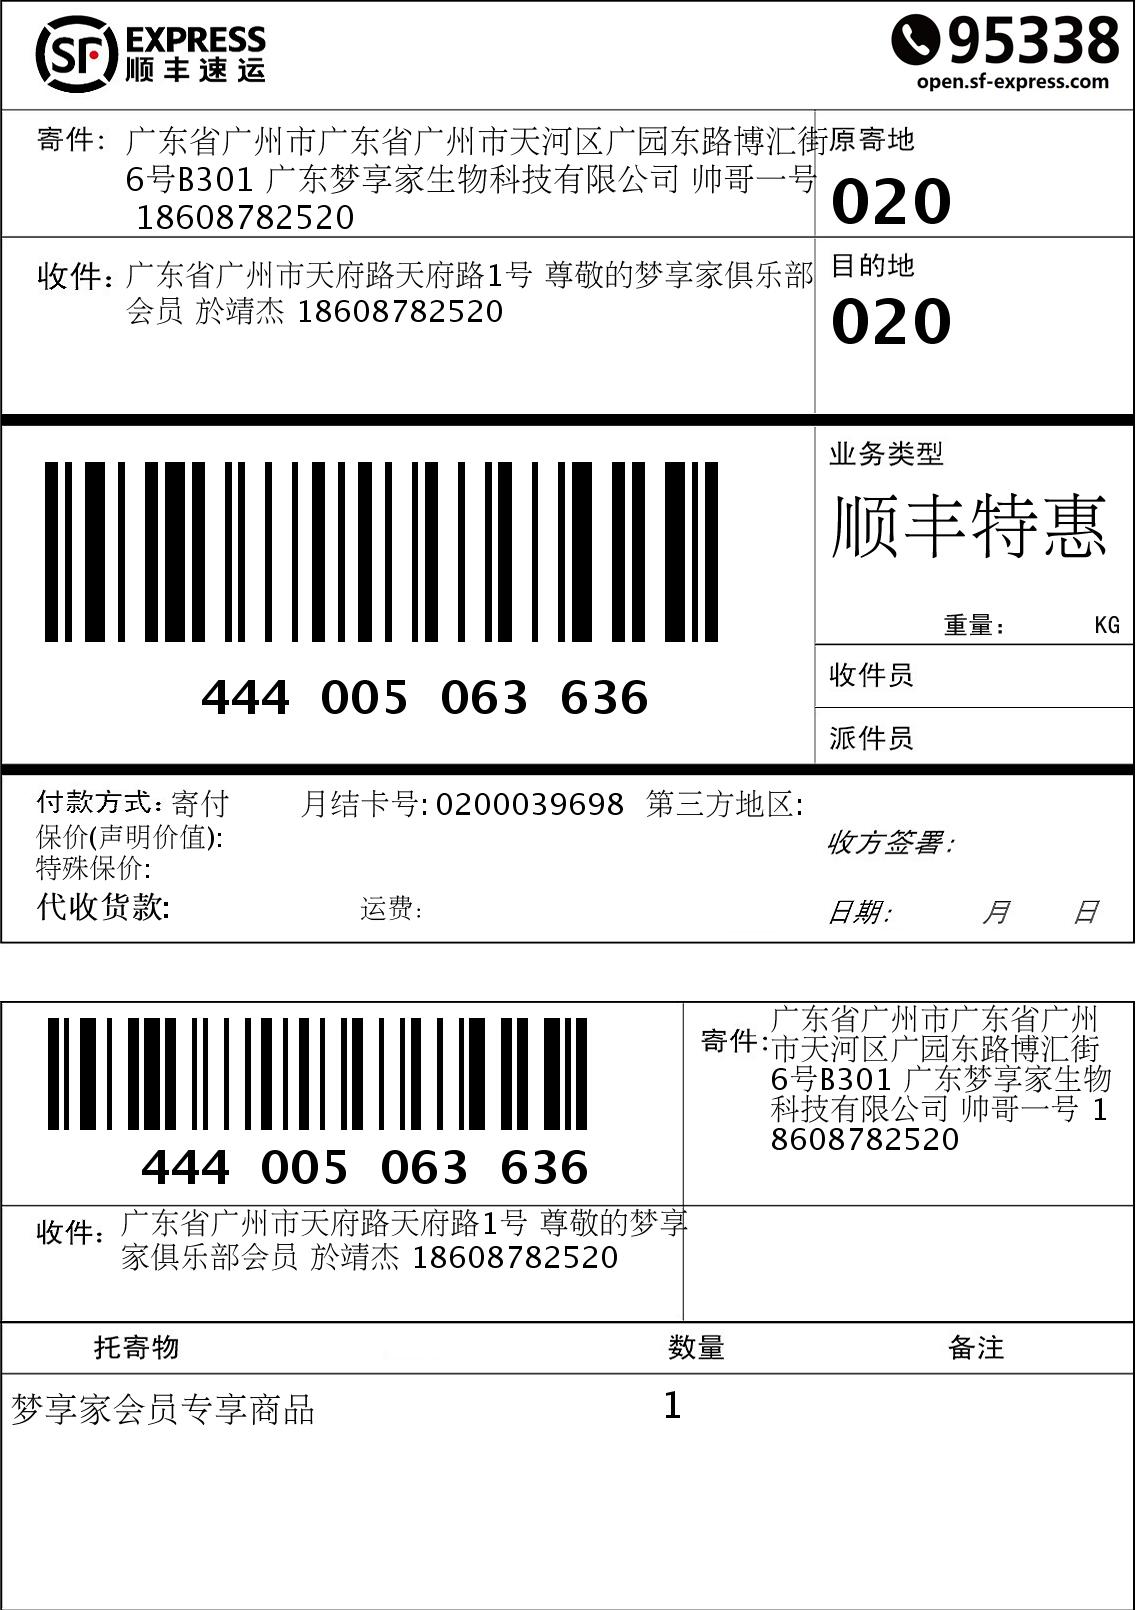 SF EXPRESS
顺丰速运
95338
open.sf-express.com
寄件: 广东省广州市广东省广州市天河区广园东路博汇街
6号B301 广东梦享家生物科技有限公司 帅哥一号
18608782520
原寄地
020
收件: 广东省广州市天府路天府路1号 尊敬的梦享家俱乐部
会员 於靖杰 18608782520
目的地
020
444 005 063 636
业务类型
顺丰特惠
重量: KG
收件员
派件员
付款方式: 寄付 月结卡号: 0200039698 第三方地区:
保价(声明价值):
特殊保价:
代收货款: 运费:
收方签署:
日期: 月 日
444 005 063 636
寄件: 广东省广州市广东省广州
市天河区广园东路博汇街
6号B301 广东梦享家生物
科技有限公司 帅哥一号 1
8608782520
收件: 广东省广州市天府路天府路1号 尊敬的梦享
家俱乐部会员 於靖杰 18608782520
托寄物 数量 备注
梦享家会员专享商品 1